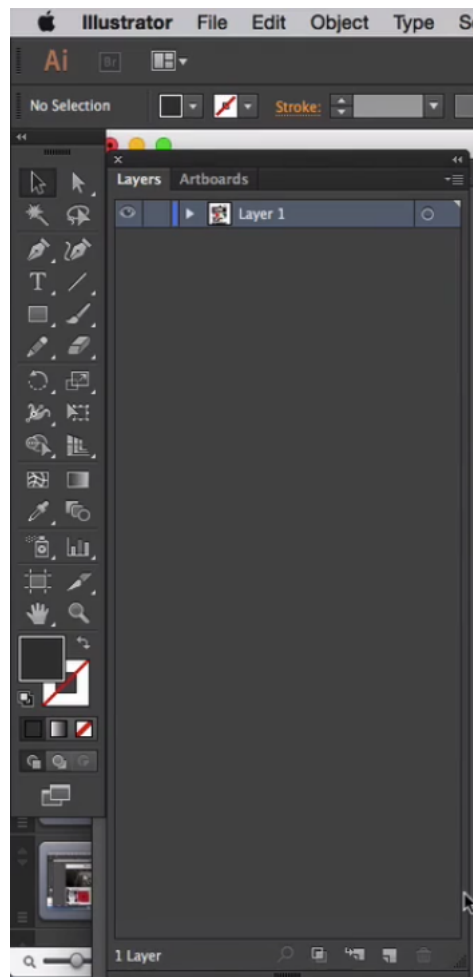 Illustrator File Edit Object Type S
Ai Br
No Selection Stroke:
Layers Artboards
Layer 1
T
1 Layer